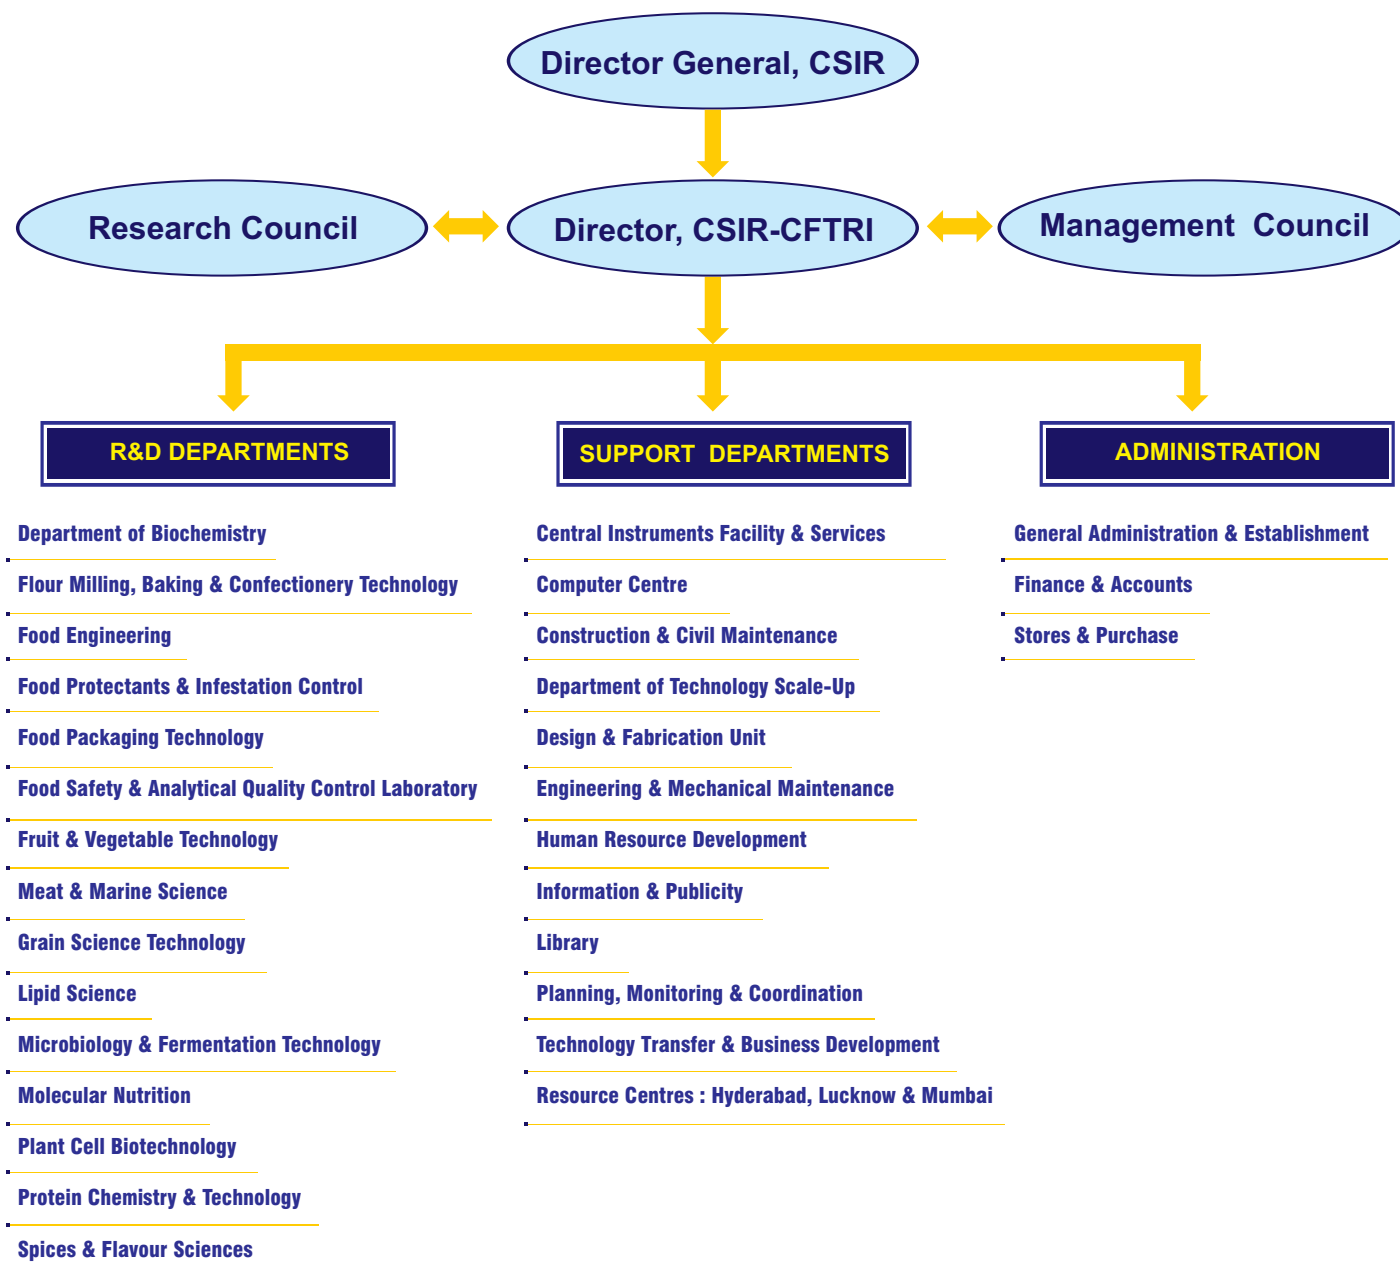 Director General, CSIR
Research Council
Director, CSIR-CFTRI
Management Council
R&D DEPARTMENTS
Department of Biochemistry
Flour Milling, Baking & Confectionery Technology
Food Engineering
Food Protectants & Infestation Control
Food Packaging Technology
Food Safety & Analytical Quality Control Laboratory
Fruit & Vegetable Technology
Meat & Marine Science
Grain Science Technology
Lipid Science
Microbiology & Fermentation Technology
Molecular Nutrition
Plant Cell Biotechnology
Protein Chemistry & Technology
Spices & Flavour Sciences
SUPPORT DEPARTMENTS
Central Instruments Facility & Services
Computer Centre
Construction & Civil Maintenance
Department of Technology Scale-Up
Design & Fabrication Unit
Engineering & Mechanical Maintenance
Human Resource Development
Information & Publicity
Library
Planning, Monitoring & Coordination
Technology Transfer & Business Development
Resource Centres : Hyderabad, Lucknow & Mumbai
ADMINISTRATION
General Administration & Establishment
Finance & Accounts
Stores & Purchase